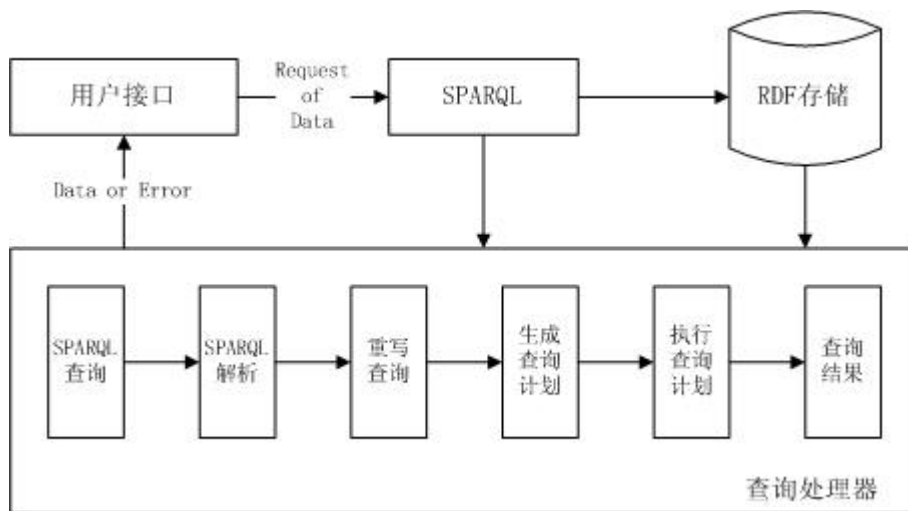 用户接口
Request
of
Data
SPARQL
RDF存储
Data or Error
SPARQL
查询
SPARQL
解析
重写
查询
生成
查询
计划
执行
查询
计划
查询
结果
查询处理器